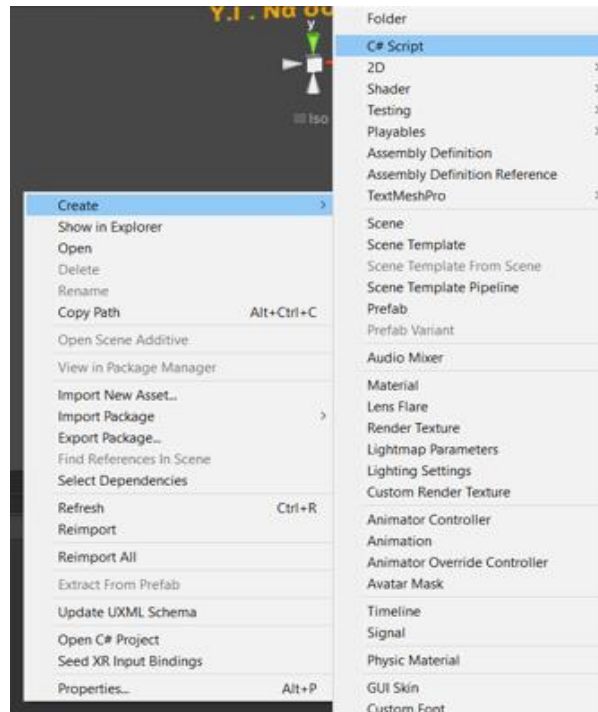 y
Iso
Create
Show in Explorer
Open
Delete
Rename
Copy Path Alt+Ctrl+C
Open Scene Additive
View in Package Manager
Import New Asset...
Import Package
Export Package...
Find References In Scene
Select Dependencies
Refresh Ctrl+R
Reimport
Reimport All
Extract From Prefab
Update UXML Schema
Open C# Project
Seed XR Input Bindings
Properties... Alt+P
Folder
C# Script
2D
Shader
Testing
Playables
Assembly Definition
Assembly Definition Reference
TextMeshPro
Scene
Scene Template
Scene Template From Scene
Scene Template Pipeline
Prefab
Prefab Variant
Audio Mixer
Material
Lens Flare
Render Texture
Lightmap Parameters
Lighting Settings
Custom Render Texture
Animator Controller
Animation
Animator Override Controller
Avatar Mask
Timeline
Signal
Physic Material
GUI Skin
Custom Font